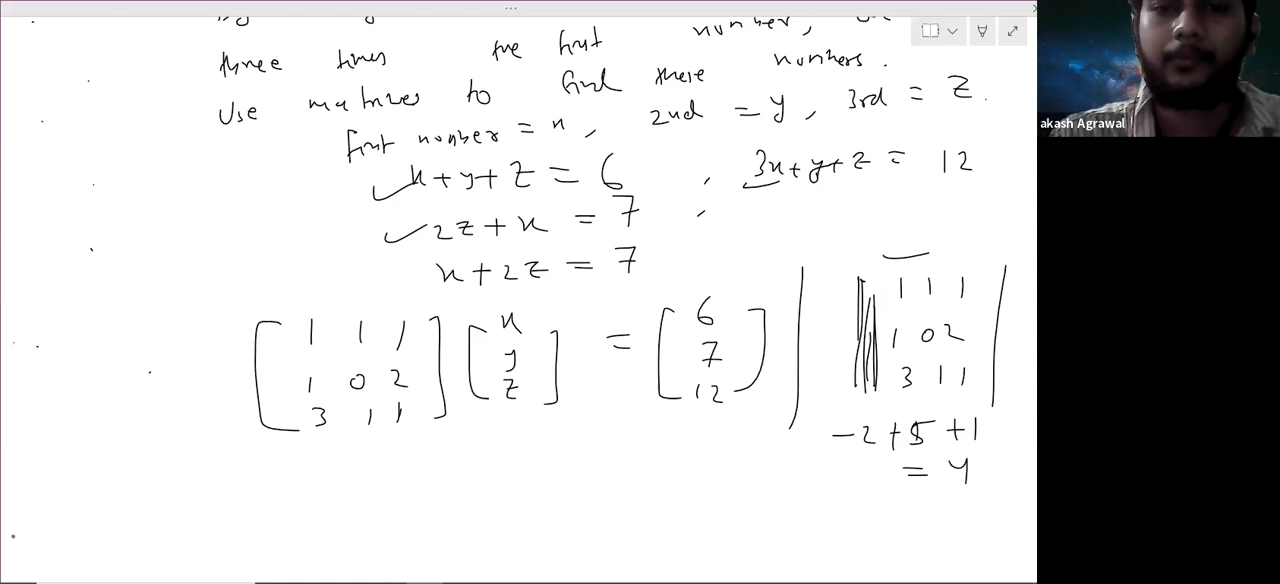 three times the first number,
Use matrixes to find these numbers.
first number = x, 2nd = y, 3rd = z.
x+y+z = 6 , 3x+y+z = 12
2z+x = 7 ,
x+2z = 7
[1 1 1 [x = [6 | 1 1 1 |
1 0 2 y 7 1 0 2
3 1 1] z] 12] 3 1 1
-2+5+1
= 4
akash Agrawal